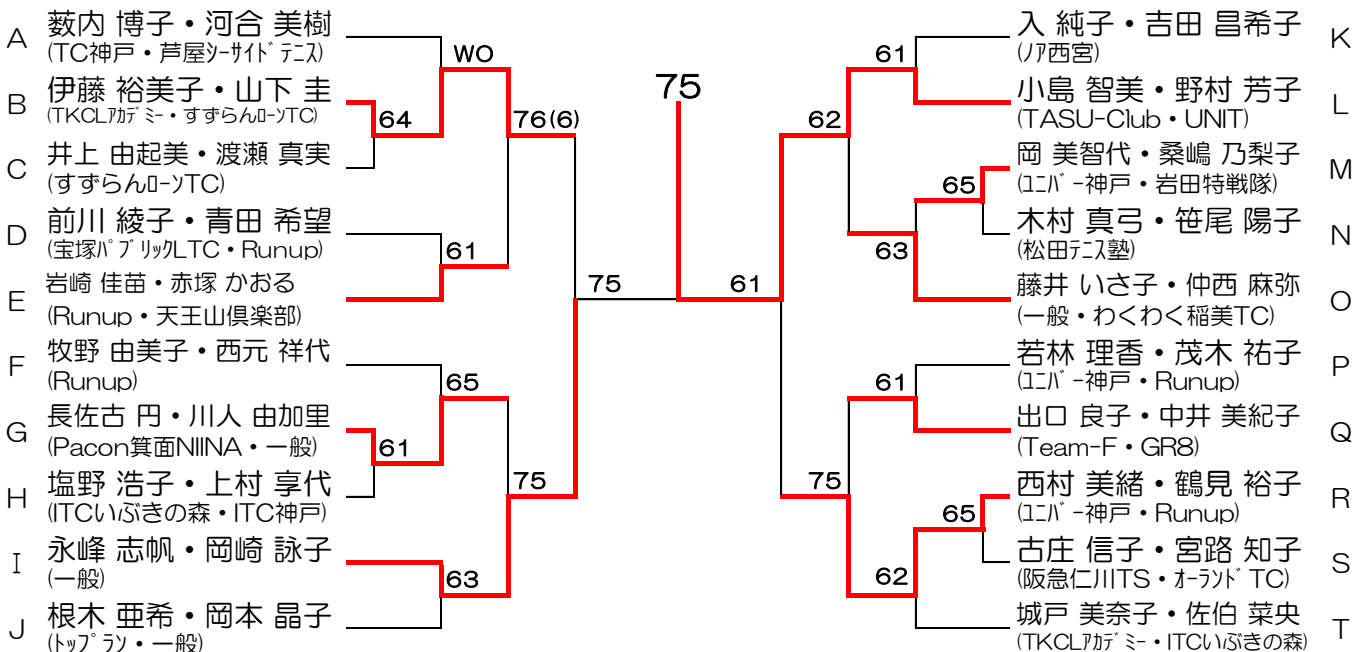 A 薮内 博子・河合 美樹
(TC神戸・芦屋ｼｰｻｲﾄﾞﾃﾆｽ)
B 伊藤 裕美子・山下 圭
(TKCLｱｶﾃﾞﾐｰ・すずらんﾛｰﾝTC)
C 井上 由起美・渡瀬 真実
(すずらんﾛｰﾝTC)
D 前川 綾子・青田 希望
(宝塚ﾊﾟﾌﾞﾘｯｸLTC・Runup)
E 岩崎 佳苗・赤塚 かおる
(Runup・天王山倶楽部)
F 牧野 由美子・西元 祥代
(Runup)
G 長佐古 円・川人 由加里
(Pacon箕面NIINA・一般)
H 塩野 浩子・上村 享代
(ITCいぶきの森・ITC神戸)
I 永峰 志帆・岡崎 詠子
(一般)
J 根木 亜希・岡本 晶子
(ﾄｯﾌﾟﾗﾝ・一般)
WO
64
76(6)
61
75
65
61
75
63
75
61
61
62
65
63
61
75
65
62
入 純子・吉田 昌希子 K
(ﾉｱ西宮)
小島 智美・野村 芳子 L
(TASU-Club・UNIT)
岡 美智代・桑嶋 乃梨子 M
(ﾕﾆﾊﾞｰ神戸・岩田特戦隊)
木村 真弓・笹尾 陽子 N
(松田ﾃﾆｽ塾)
藤井 いさ子・仲西 麻弥 O
(一般・わくわく稲美TC)
若林 理香・茂木 祐子 P
(ﾕﾆﾊﾞｰ神戸・Runup)
出口 良子・中井 美紀子 Q
(Team-F・GR8)
西村 美緒・鶴見 裕子 R
(ﾕﾆﾊﾞｰ神戸・Runup)
古庄 信子・宮路 知子 S
(阪急仁川TS・ｵｰﾗﾝﾄﾞTC)
城戸 美奈子・佐伯 菜央 T
(TKCLｱｶﾃﾞﾐｰ・ITCいぶきの森)